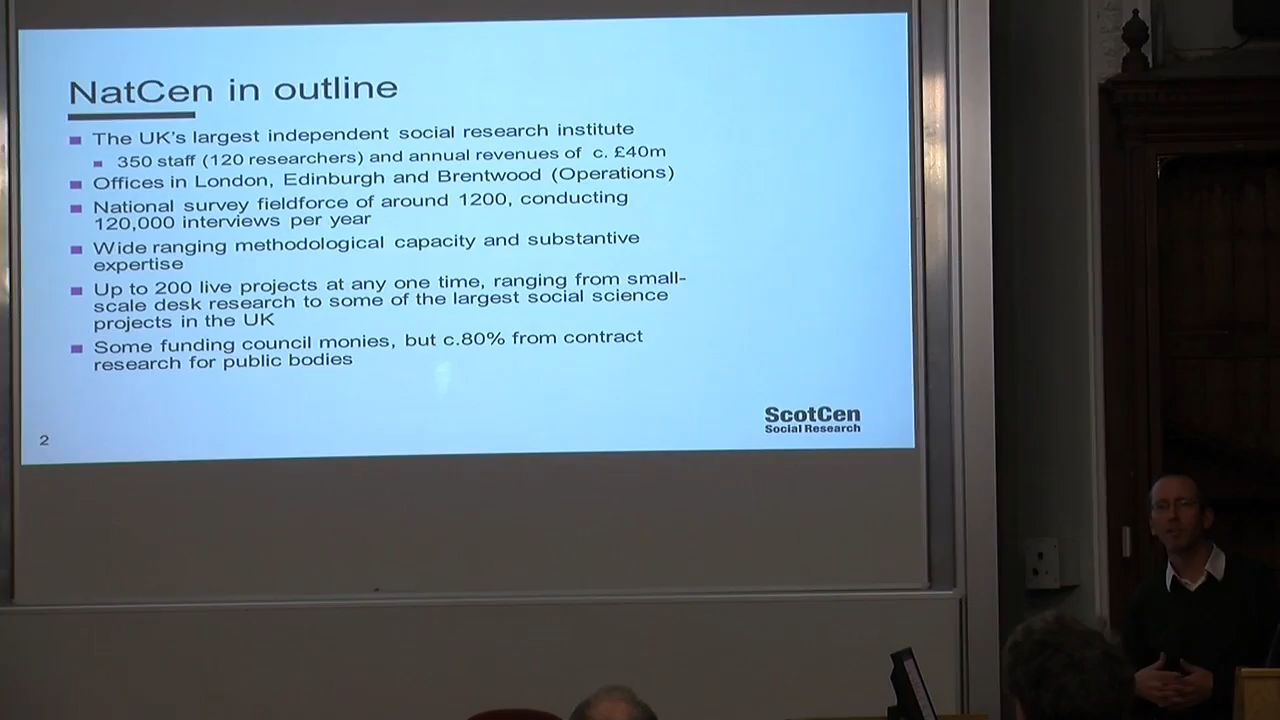 NatCen in outline
The UK's largest independent social research institute
350 staff (120 researchers) and annual revenues of c. £40m
Offices in London, Edinburgh and Brentwood (Operations)
National survey fieldforce of around 1200, conducting
120,000 interviews per year
Wide ranging methodological capacity and substantive
expertise
Up to 200 live projects at any one time, ranging from small-
scale desk research to some of the largest social science
projects in the UK
Some funding council monies, but c.80% from contract
research for public bodies
ScotCen
Social Research
2